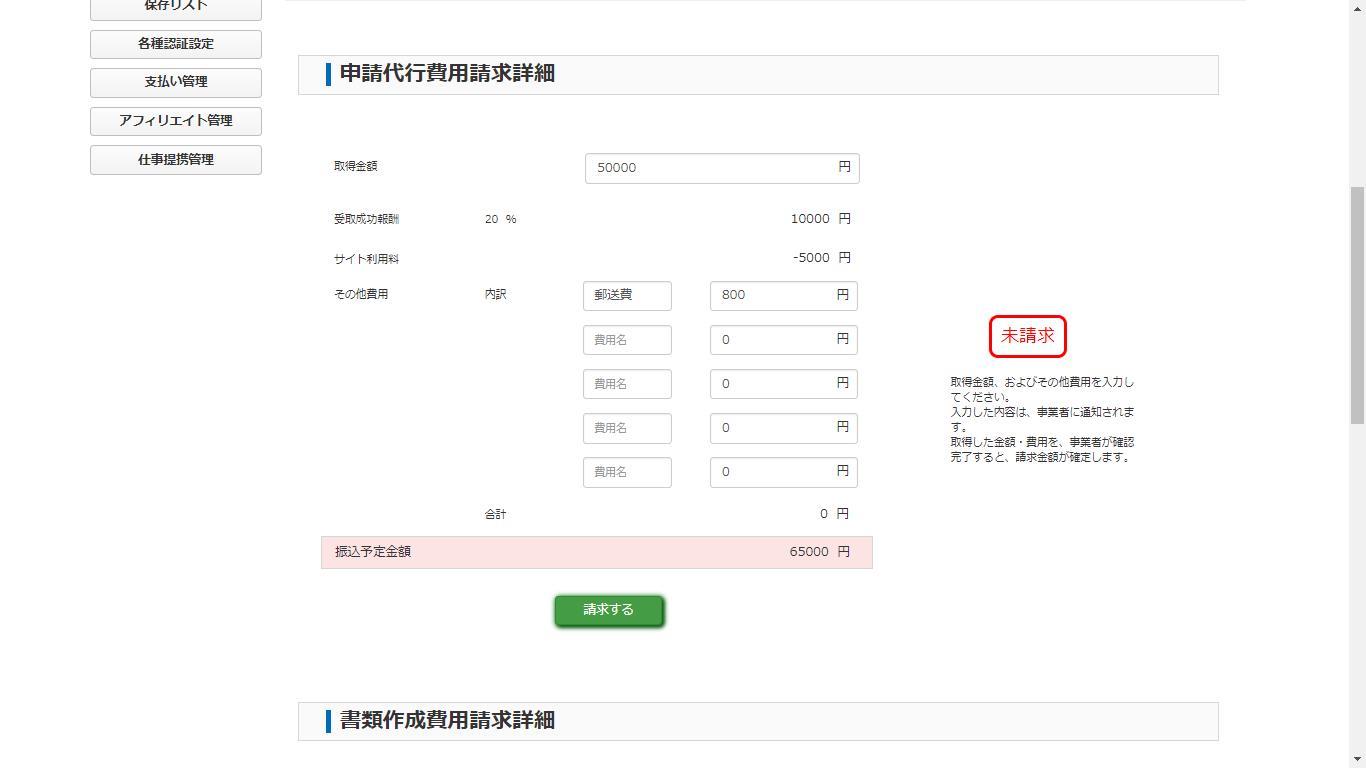 保存リスト
各種認証設定
支払い管理
アフィリエイト管理
仕事提携管理
申請代行費用請求詳細
取得金額 50000 円
受取成功報酬 20 % 10000 円
サイト利用料 -5000 円
その他費用 内訳 郵送費 800 円
費用名 0 円
費用名 0 円
費用名 0 円
費用名 0 円
合計 0 円
振込予定金額 65000 円
請求する
未請求
取得金額、およびその他費用を入力し
てください。
入力した内容は、事業者に通知されま
す。
取得した金額・費用を、事業者が確認
完了すると、請求金額が確定します。
書類作成費用請求詳細